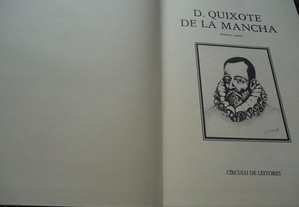 D. QUIXOTE
DE LA MANCHA
CÍRCULO DE LEITORES